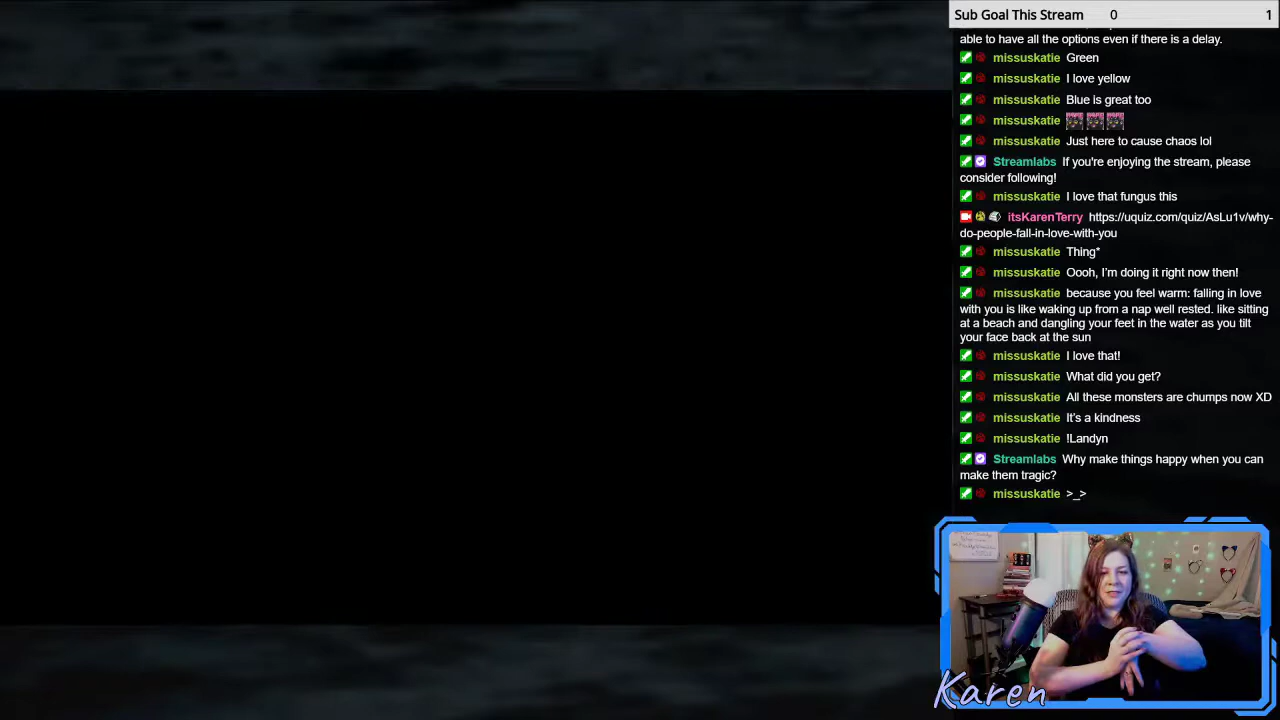 Sub Goal This Stream 0 1
able to have all the options even if there is a delay.
missuskatie Green
missuskatie I love yellow
missuskatie Blue is great too
missuskatie
missuskatie Just here to cause chaos lol
Streamlabs If you're enjoying the stream, please
consider following!
missuskatie I love that fungus this
itsKarenTerry https://uquiz.com/quiz/AsLu1v/why-
do-people-fall-in-love-with-you
missuskatie Thing*
missuskatie Oooh, I'm doing it right now then!
missuskatie because you feel warm: falling in love
with you is like waking up from a nap well rested. like sitting
at a beach and dangling your feet in the water as you tilt
your face back at the sun
missuskatie I love that!
missuskatie What did you get?
missuskatie All these monsters are chumps now XD
missuskatie It's a kindness
missuskatie !Landyn
Streamlabs Why make things happy when you can
make them tragic?
missuskatie >_>
Karen